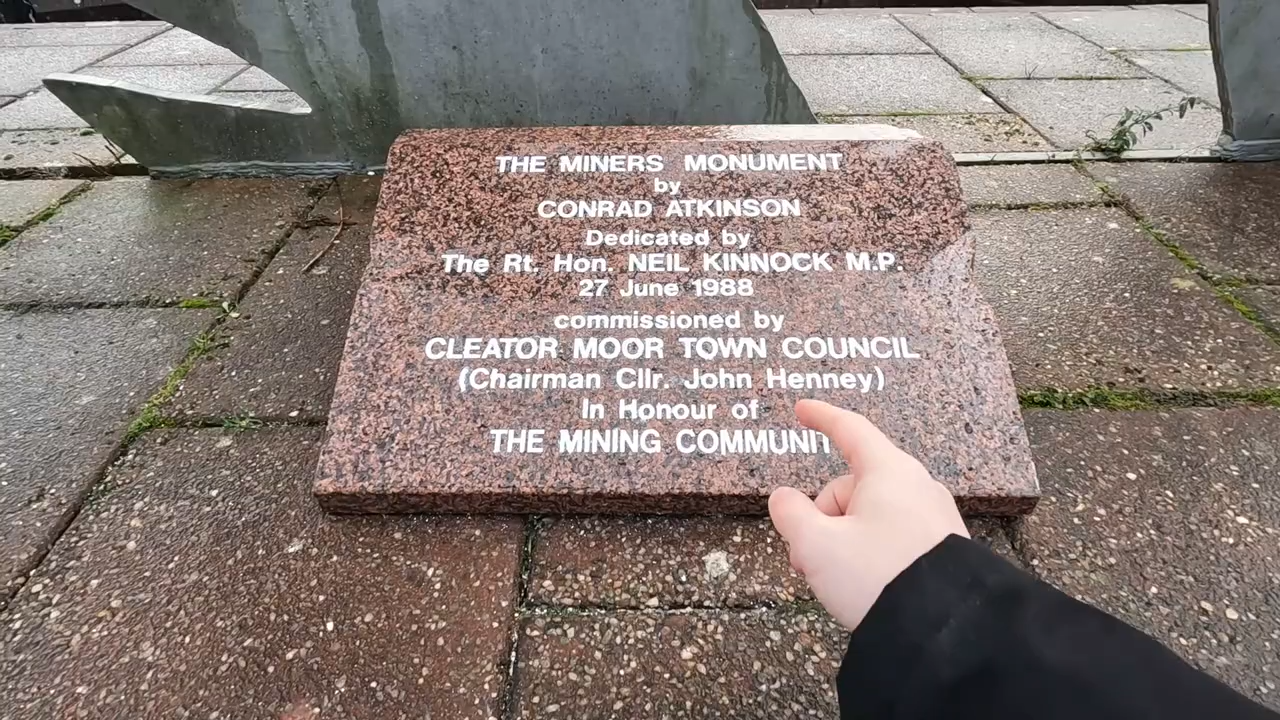 THE MINERS MONUMENT
by
CONRAD ATKINSON
Dedicated by
The Rt. Hon. NEIL KINNOCK M.P.
27 June 1988
commissioned by
CLEATOR MOOR TOWN COUNCIL
(Chairman Cllr. John Henney)
In Honour of
THE MINING